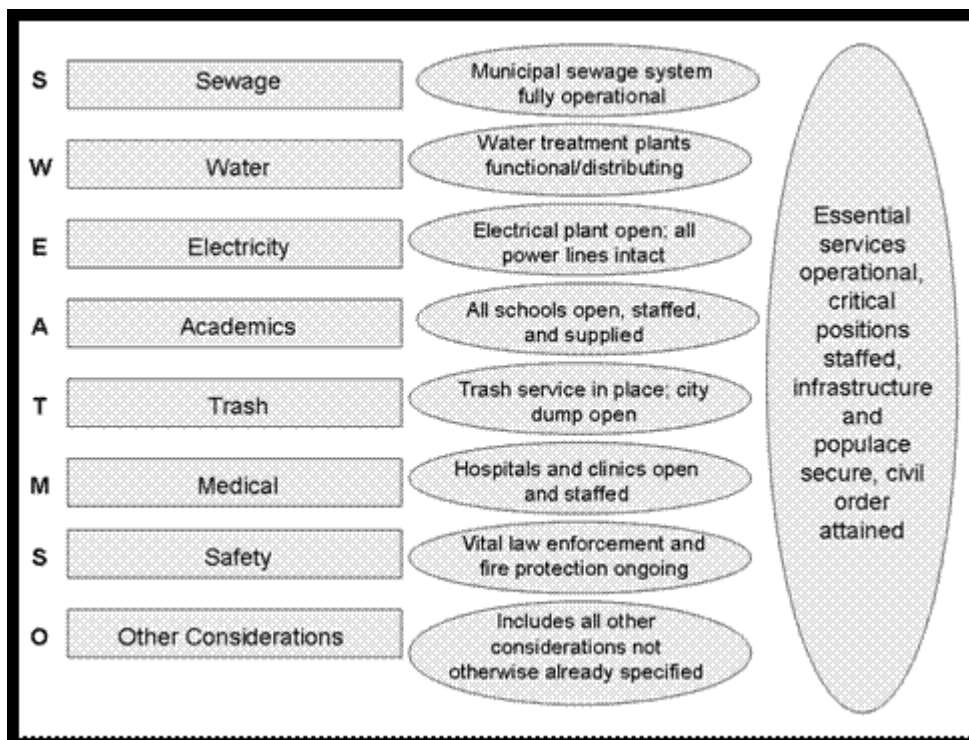 S
Sewage
Municipal sewage system
fully operational
W
Water
Water treatment plants
functional/distributing
E
Electricity
Electrical plant open; all
power lines intact
A
Academics
All schools open, staffed,
and supplied
T
Trash
Trash service in place; city
dump open
M
Medical
Hospitals and clinics open
and staffed
S
Safety
Vital law enforcement and
fire protection ongoing
O
Other Considerations
Includes all other
considerations not
otherwise already specified
Essential
services
operational,
critical
positions
staffed,
infrastructure
and
populace
secure, civil
order
attained